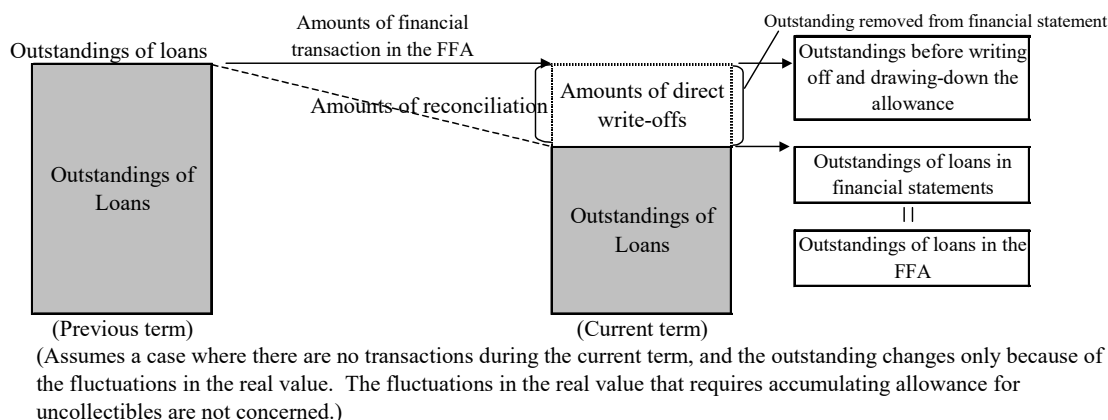 Amounts of financial
transaction in the FFA
Outstanding removed from financial statement
Outstandings of loans
Outstandings before writing
off and drawing-down the
allowance
Amounts of reconciliation
Amounts of direct
write-offs
Outstandings of
Loans
Outstandings of loans in
financial statements
Outstandings of
Loans
=
Outstandings of loans in the
FFA
(Previous term)
(Current term)
(Assumes a case where there are no transactions during the current term, and the outstanding changes only because of
the fluctuations in the real value. The fluctuations in the real value that requires accumulating allowance for
uncollectibles are not concerned.)